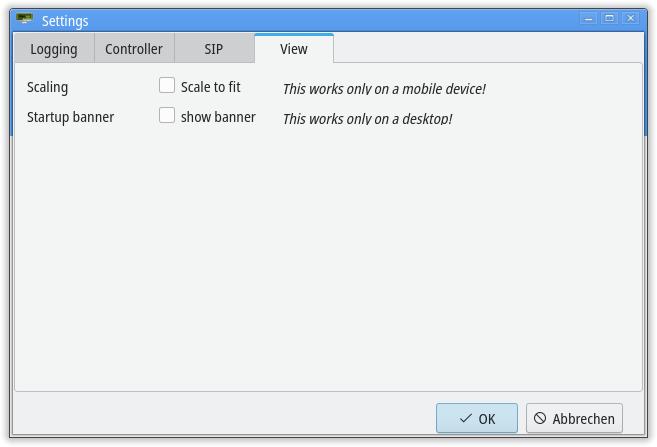 Settings
Logging Controller SIP View
Scaling Scale to fit This works only on a mobile device!
Startup banner show banner This works only on a desktop!
OK Abbrechen